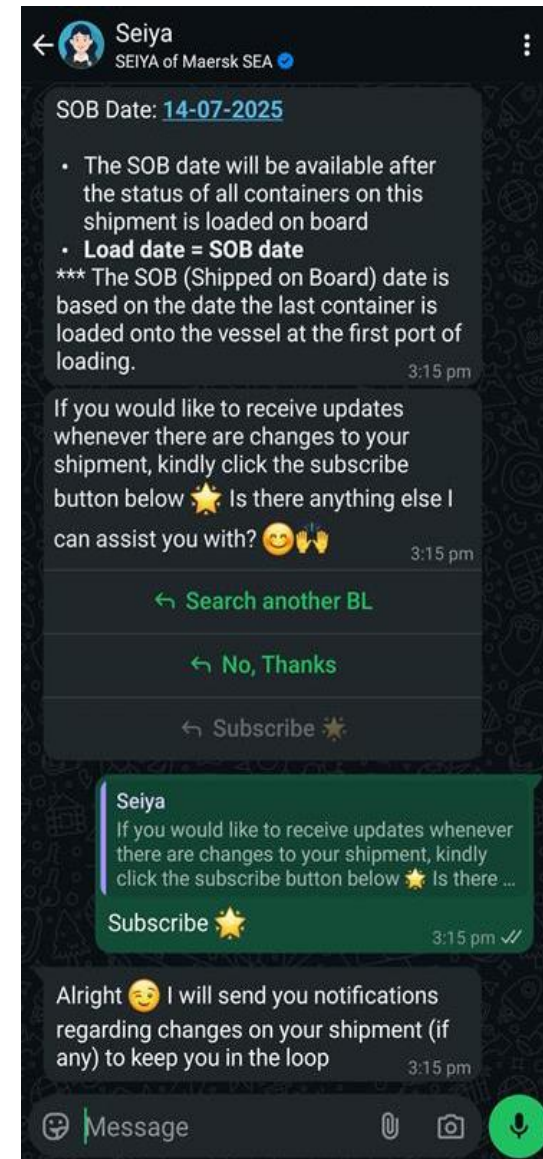 Seiya
SEIYA of Maersk SEA
SOB Date: 14-07-2025
• The SOB date will be available after
the status of all containers on this
shipment is loaded on board
• Load date = SOB date
*** The SOB (Shipped on Board) date is
based on the date the last container is
loaded onto the vessel at the first port of
loading.
3:15 pm
If you would like to receive updates
whenever there are changes to your
shipment, kindly click the subscribe
button below 🌟 Is there anything else I
can assist you with? 😊🙌
3:15 pm
Search another BL
No, Thanks
Subscribe 🌟
Seiya
If you would like to receive updates whenever
there are changes to your shipment, kindly
click the subscribe button below 🌟 Is there ...
Subscribe 🌟
3:15 pm
Alright 😉 I will send you notifications
regarding changes on your shipment (if
any) to keep you in the loop
3:15 pm
Message